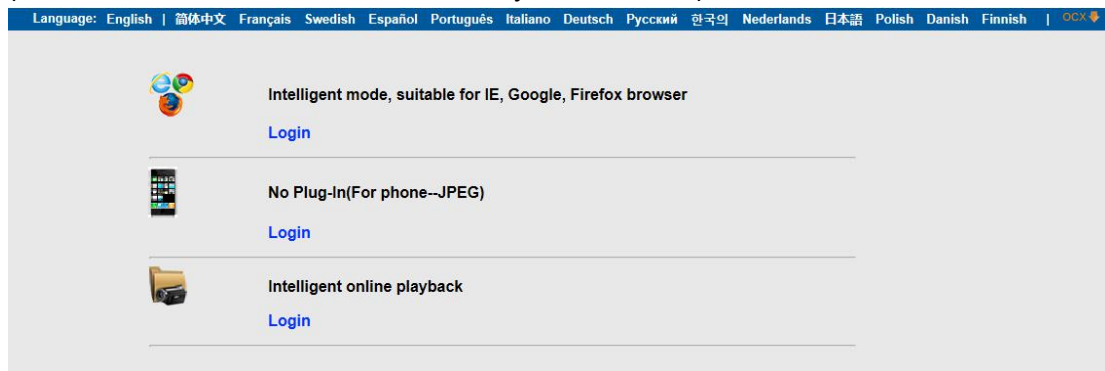 Language: English | 简体中文 Français Swedish Español Português Italiano Deutsch Русский 한국의 Nederlands 日本語 Polish Danish Finnish | OCX
Intelligent mode, suitable for IE, Google, Firefox browser
Login
No Plug-In(For phone--JPEG)
Login
Intelligent online playback
Login